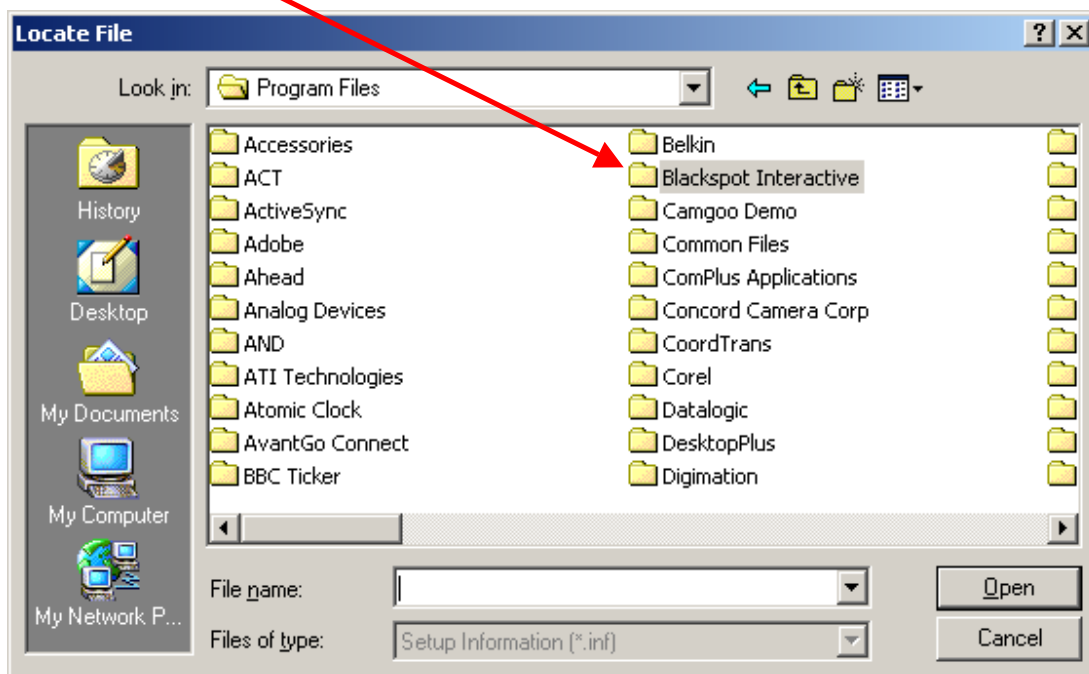 Locate File
Look in: Program Files
History
Desktop
My Documents
My Computer
My Network P...
Accessories
ACT
ActiveSync
Adobe
Ahead
Analog Devices
AND
ATI Technologies
Atomic Clock
AvantGo Connect
BBC Ticker
Belkin
Blackspot Interactive
Camgoo Demo
Common Files
ComPlus Applications
Concord Camera Corp
CoordTrans
Corel
Datalogic
DesktopPlus
Digimation
File name:
Open
Files of type: Setup Information (*.inf)
Cancel